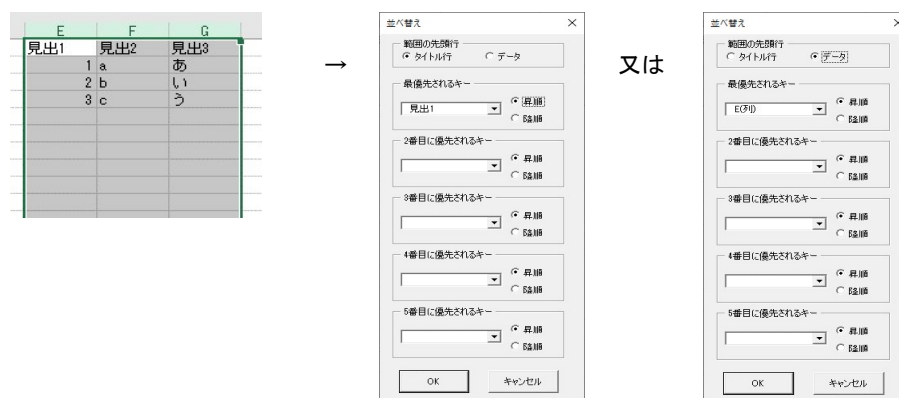 E F G
見出1 見出2 見出3
1 a あ
2 b い
3 c う
→
並べ替え ×
範囲の先頭行
タイトル行 データ
最優先されるキー
見出1 昇順
降順
2番目に優先されるキー
昇順
降順
3番目に優先されるキー
昇順
降順
4番目に優先されるキー
昇順
降順
5番目に優先されるキー
昇順
降順
OK キャンセル
又は
並べ替え ×
範囲の先頭行
タイトル行 データ
最優先されるキー
E(列) 昇順
降順
2番目に優先されるキー
昇順
降順
3番目に優先されるキー
昇順
降順
4番目に優先されるキー
昇順
降順
5番目に優先されるキー
昇順
降順
OK キャンセル